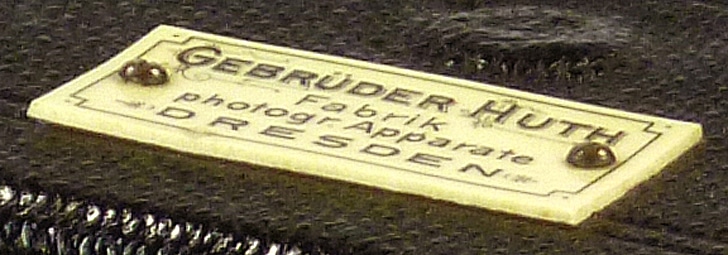 GEBRÜDER HUTH
Fabrik
photogr. Apparate
DRESDEN